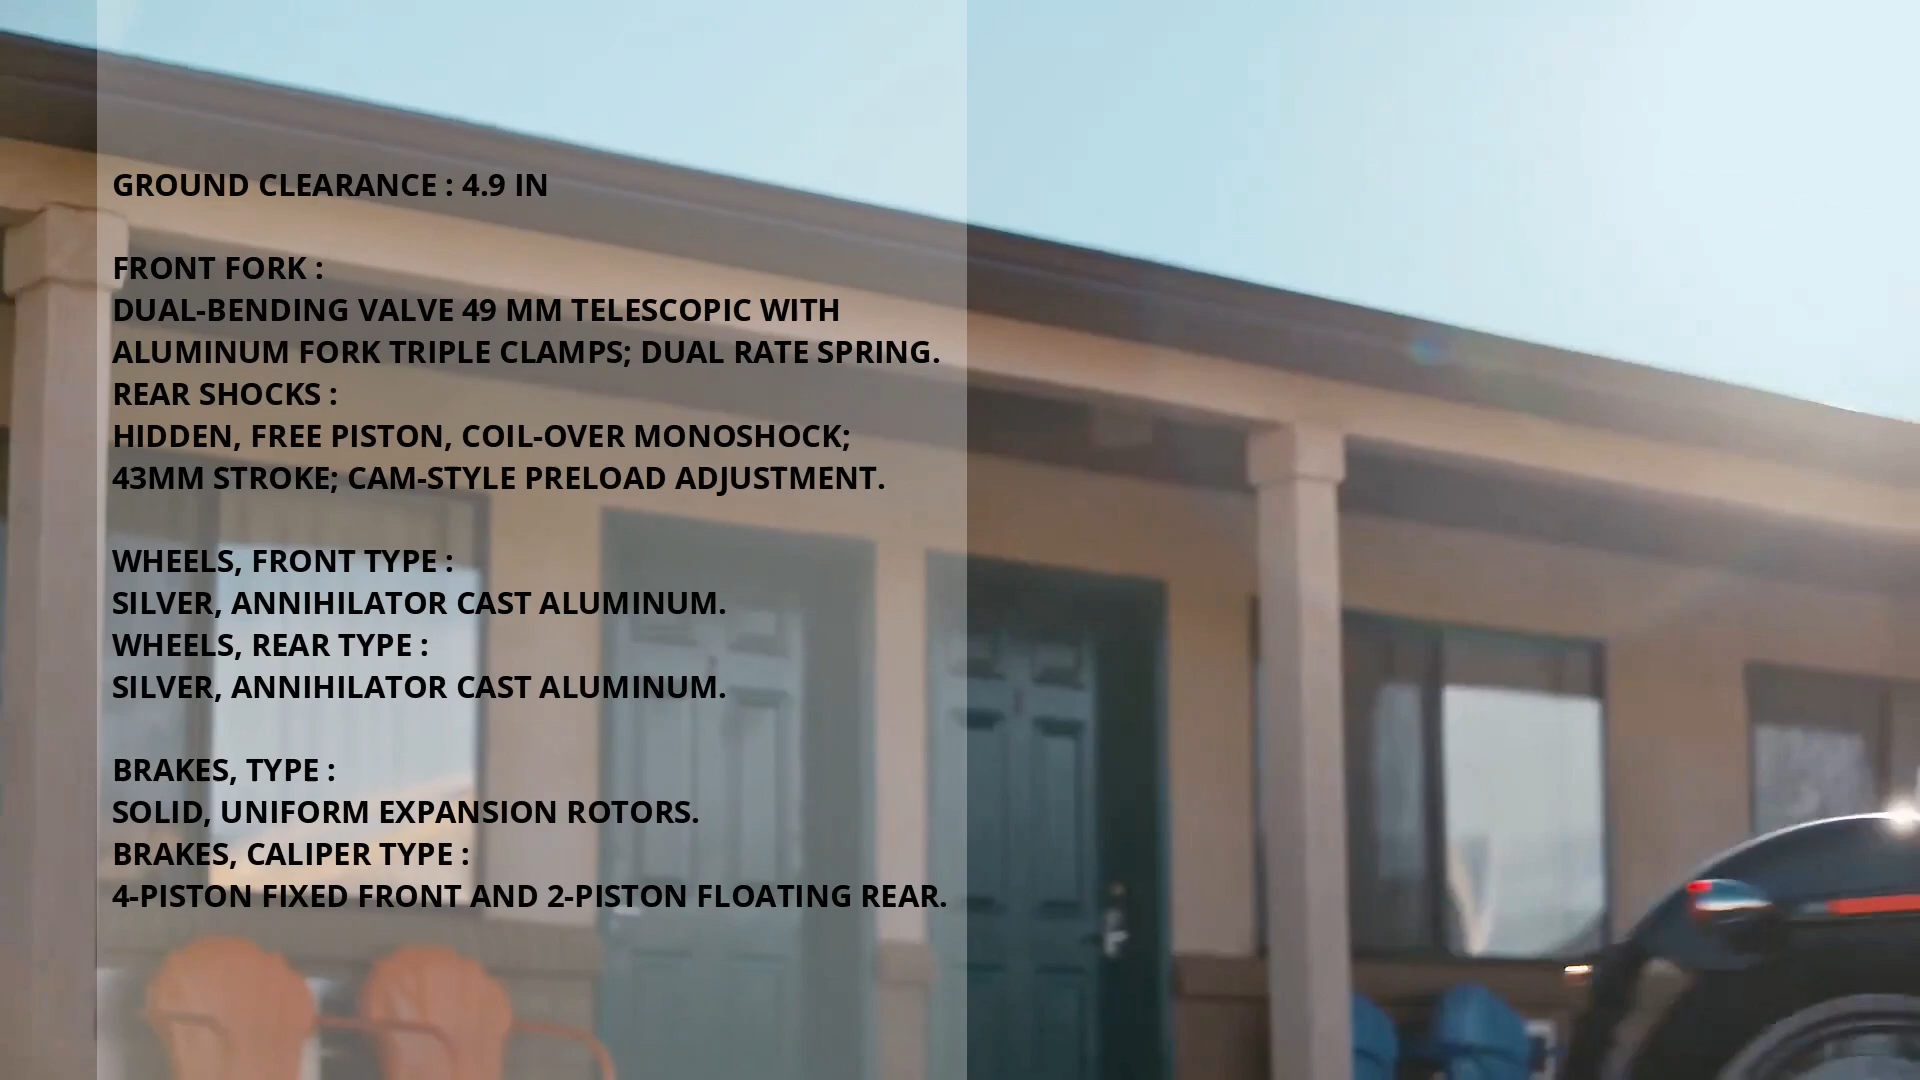 GROUND CLEARANCE : 4.9 IN
FRONT FORK :
DUAL-BENDING VALVE 49 MM TELESCOPIC WITH
ALUMINUM FORK TRIPLE CLAMPS; DUAL RATE SPRING.
REAR SHOCKS :
HIDDEN, FREE PISTON, COIL-OVER MONOSHOCK;
43MM STROKE; CAM-STYLE PRELOAD ADJUSTMENT.
WHEELS, FRONT TYPE :
SILVER, ANNIHILATOR CAST ALUMINUM.
WHEELS, REAR TYPE :
SILVER, ANNIHILATOR CAST ALUMINUM.
BRAKES, TYPE :
SOLID, UNIFORM EXPANSION ROTORS.
BRAKES, CALIPER TYPE :
4-PISTON FIXED FRONT AND 2-PISTON FLOATING REAR.